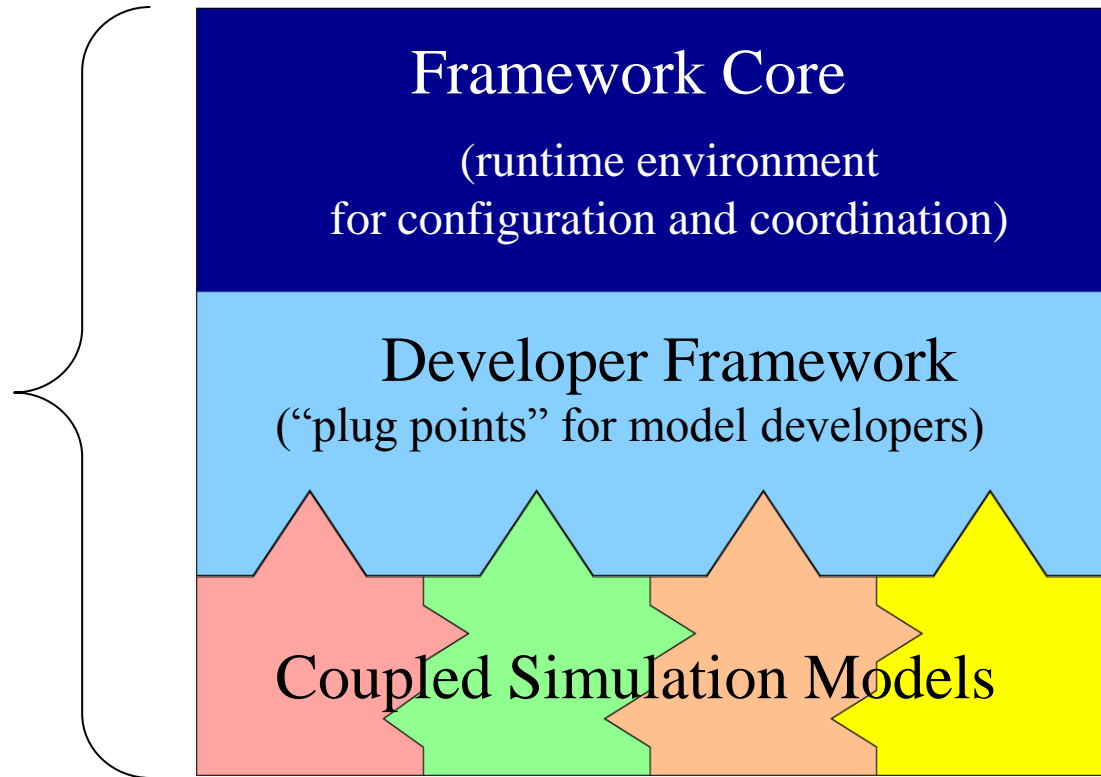 Framework Core
(runtime environment
for configuration and coordination)
Developer Framework
(“plug points” for model developers)
Coupled Simulation Models